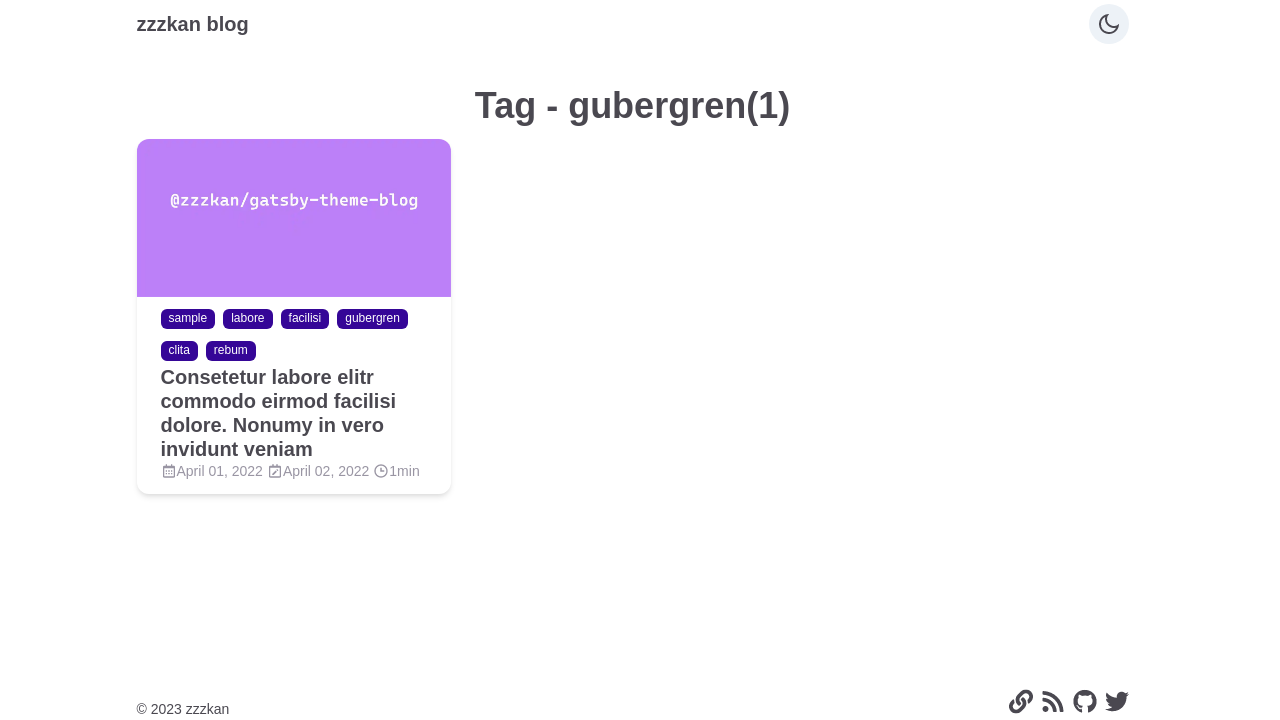 zzzkan blog
Tag - gubergren(1)
@zzzkan/gatsby-theme-blog
sample labore facilisi gubergren
clita rebum
Consetetur labore elitr
commodo eirmod facilisi
dolore. Nonumy in vero
invidunt veniam
April 01, 2022 April 02, 2022 1min
© 2023 zzzkan